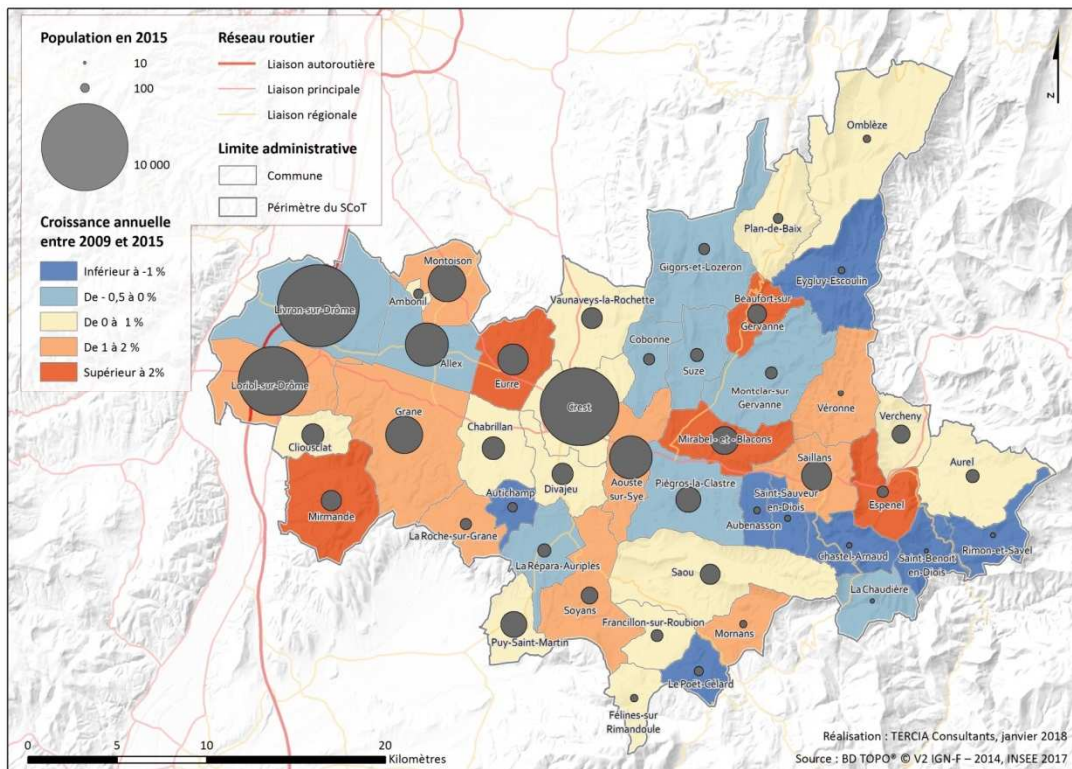 Population en 2015
10
100
10 000
Croissance annuelle
entre 2009 et 2015
Inférieur à -1 %
De - 0,5 à 0%
De 0 à 1 %
De 1 à 2 %
Supérieur à 2%
Réseau routier
Liaison autoroutière
Liaison principale
Liaison régionale
Limite administrative
Commune
Périmètre du SCoT
N
Omblèze
Plan-de-Baix
Gigors-et-Lozeron
Eygluy-Escoulin
Montoison
Ambonil
Vaunaveys-la-Rochette
Beaufort-sur
Gervanne
Livron-sur-Drôme
Allex
Cobonne
Suze
Eurre
Montclar-sur
Gervanne
Loriol-sur-Drôme
Crest
Véronne
Grane
Vercheny
Chabrillan
Mirabel-et-Blacons
Cliousclat
Saillans
Aurel
Divajeu
Aouste
sur-Sye
Piégros-la-Clastre
Autichamp
Saint-Sauveur
en-Diois
Espenel
Mirmande
Aubenasson
La Roche-sur-Grane
Chastel-Arnaud
Saint-Benoit
en-Diois
Rimon-et-Savel
La Répara-Auriples
Saou
La Chaudière
Soyans
Francillon-sur-Roubion
Mornans
Puy-Saint-Martin
Le Poët-Célard
Félines-sur
Rimandoule
0 5 10 20
Kilomètres
Réalisation : TERCIA Consultants, janvier 2018
Source : BD TOPO® © V2 IGN-F – 2014, INSEE 2017